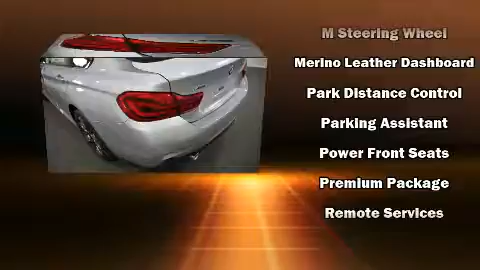 M Steering Wheel
Merino Leather Dashboard
Park Distance Control
Parking Assistant
Power Front Seats
Premium Package
Remote Services